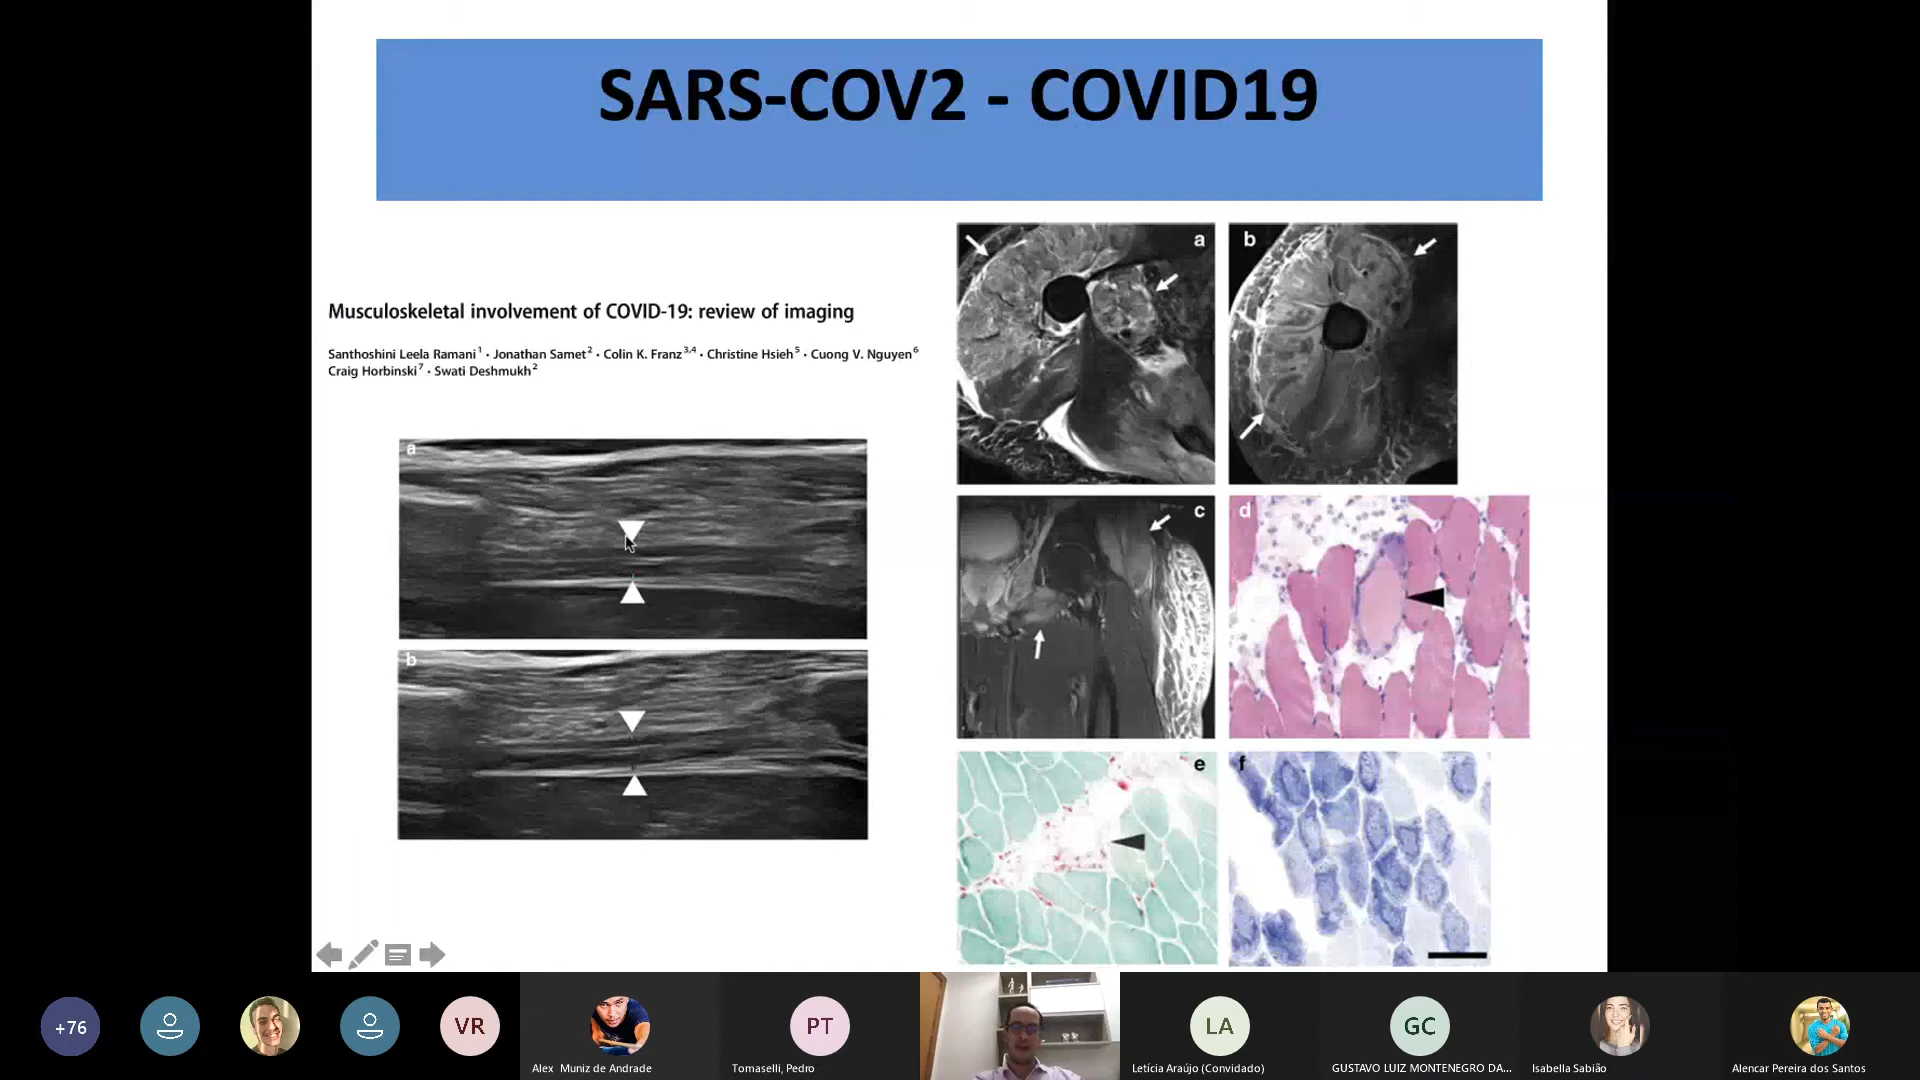 SARS-COV2 - COVID19
Musculoskeletal involvement of COVID-19: review of imaging
Santhoshini Leela Ramani1 · Jonathan Samet2 · Colin K. Franz3,4 · Christine Hsieh5 · Cuong V. Nguyen6
Craig Horbinski7 · Swati Deshmukh2
a
b
a
b
c
d
e
f
+76
VR
Alex Muniz de Andrade
PT
Tomaselli, Pedro
LA
Letícia Araújo (Convidado)
GC
GUSTAVO LUIZ MONTENEGRO DA...
Isabella Sabião
Alencar Pereira dos Santos